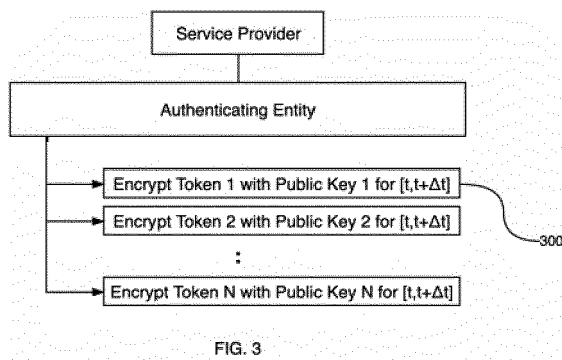 Service Provider
Authenticating Entity
Encrypt Token 1 with Public Key 1 for [t,t+Δt]
Encrypt Token 2 with Public Key 2 for [t,t+Δt]
:
Encrypt Token N with Public Key N for [t,t+Δt]
300
FIG. 3